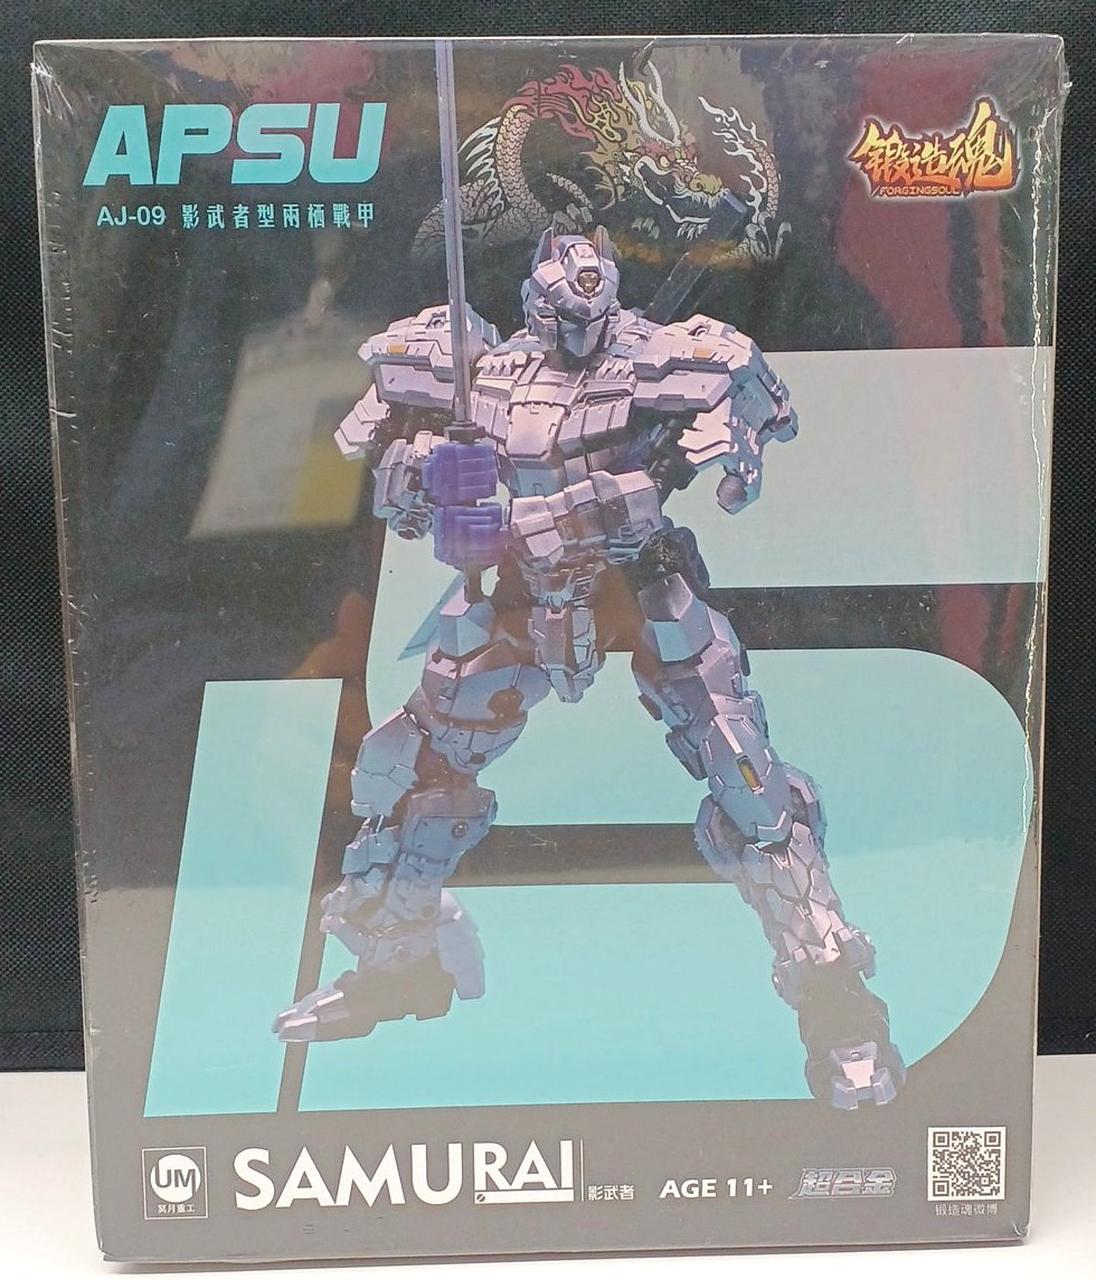 APSU
AJ-09 影武者型兩栖戰甲
鍛造魂
FORGINGSOUL
UM
冥月重工
SAMURAI
影武者
AGE 11+
超合金
锻造魂微博